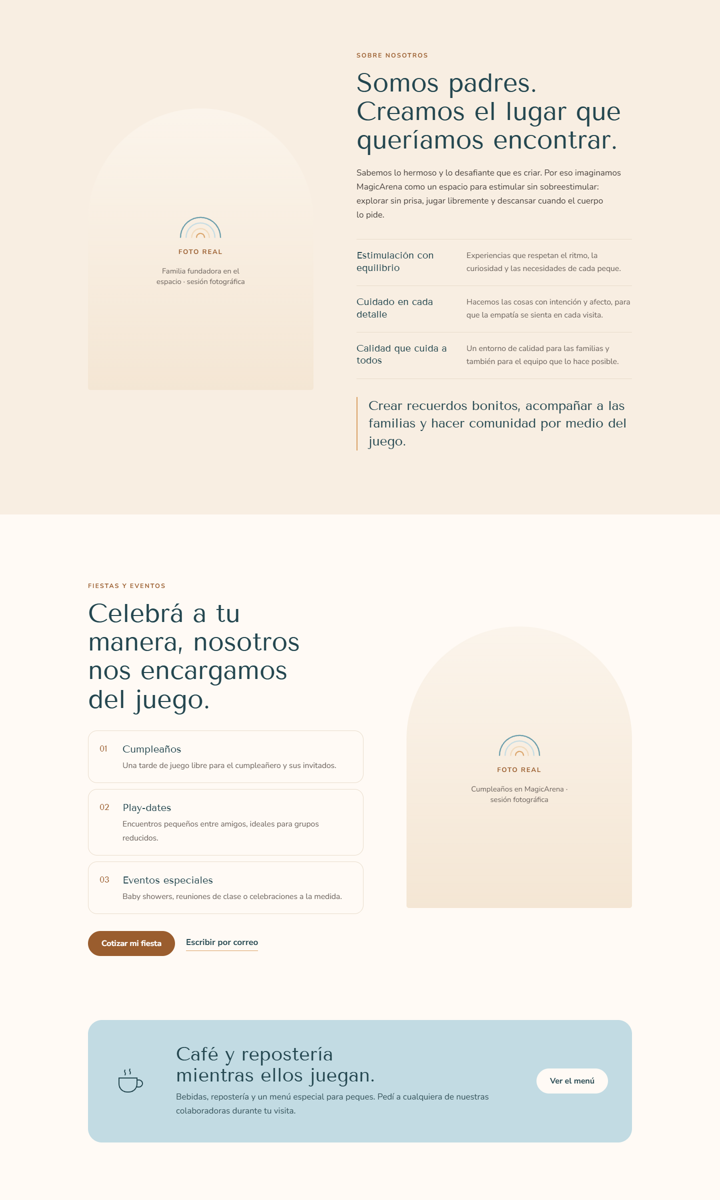 SOBRE NOSOTROS
Somos padres.
Creamos el lugar que
queríamos encontrar.
Sabemos lo hermoso y lo desafiante que es criar. Por eso imaginamos
MagicArena como un espacio para estimular sin sobreestimular:
explorar sin prisa, jugar libremente y descansar cuando el cuerpo
lo pide.
FOTO REAL
Familia fundadora en el
espacio · sesión fotográfica
Estimulación con
equilibrio
Experiencias que respetan el ritmo, la
curiosidad y las necesidades de cada peque.
Cuidado en cada
detalle
Hacemos las cosas con intención y afecto, para
que la empatía se sienta en cada visita.
Calidad que cuida a
todos
Un entorno de calidad para las familias y
también para el equipo que lo hace posible.
Crear recuerdos bonitos, acompañar a las
familias y hacer comunidad por medio del
juego.
FIESTAS Y EVENTOS
Celebrá a tu
manera, nosotros
nos encargamos
del juego.
01 Cumpleaños
Una tarde de juego libre para el cumpleañero y sus invitados.
02 Play-dates
Encuentros pequeños entre amigos, ideales para grupos
reducidos.
03 Eventos especiales
Baby showers, reuniones de clase o celebraciones a la medida.
Cotizar mi fiesta
Escribir por correo
FOTO REAL
Cumpleaños en MagicArena ·
sesión fotográfica
Café y repostería
mientras ellos juegan.
Bebidas, repostería y un menú especial para peques. Pedí a cualquiera de nuestras
colaboradoras durante tu visita.
Ver el menú